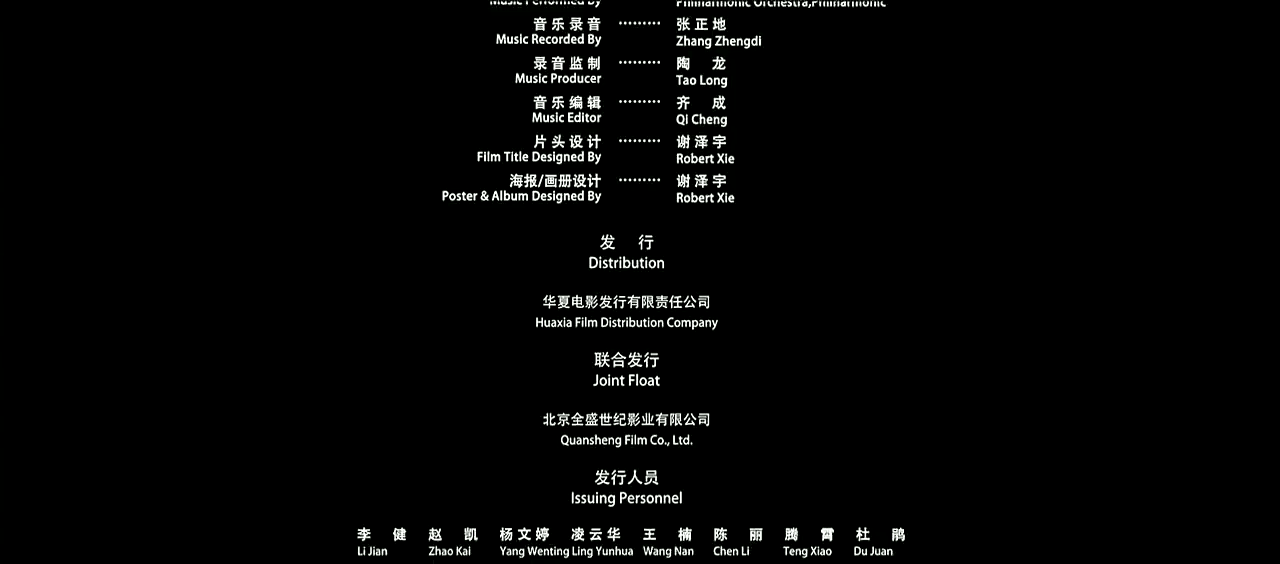 Music Performed By Philharmonic Orchestra,Philharmonic
音乐录音 ········· 张正地
Music Recorded By Zhang Zhengdi
录音监制 ········· 陶 龙
Music Producer Tao Long
音乐编辑 ········· 齐 成
Music Editor Qi Cheng
片头设计 ········· 谢泽宇
Film Title Designed By Robert Xie
海报/画册设计 ········· 谢泽宇
Poster & Album Designed By Robert Xie
发 行
Distribution
华夏电影发行有限责任公司
Huaxia Film Distribution Company
联合发行
Joint Float
北京全盛世纪影业有限公司
Quansheng Film Co., Ltd.
发行人员
Issuing Personnel
李 健 赵 凯 杨文婷 凌云华 王 楠 陈 丽 腾 霄 杜 鹃
Li Jian Zhao Kai Yang Wenting Ling Yunhua Wang Nan Chen Li Teng Xiao Du Juan